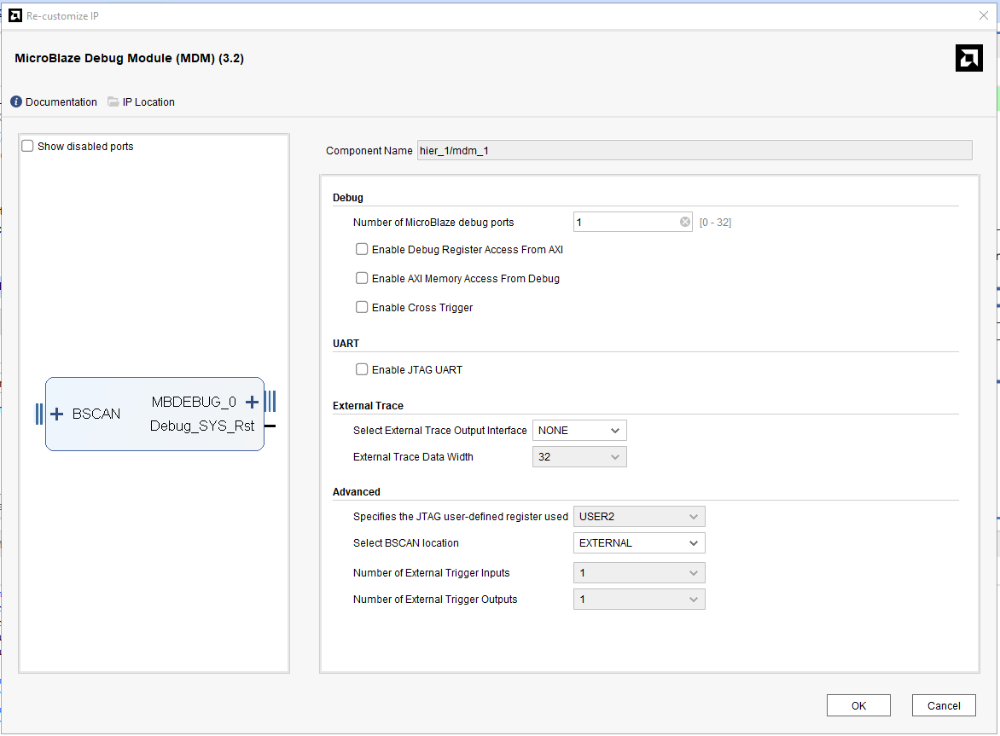 Re-customize IP
MicroBlaze Debug Module (MDM) (3.2)
Documentation IP Location
Show disabled ports
BSCAN
MBDEBUG_0
Debug_SYS_Rst
Component Name hier_1/mdm_1
Debug
Number of MicroBlaze debug ports 1 [0 - 32]
Enable Debug Register Access From AXI
Enable AXI Memory Access From Debug
Enable Cross Trigger
UART
Enable JTAG UART
External Trace
Select External Trace Output Interface NONE
External Trace Data Width 32
Advanced
Specifies the JTAG user-defined register used USER2
Select BSCAN location EXTERNAL
Number of External Trigger Inputs 1
Number of External Trigger Outputs 1
OK Cancel